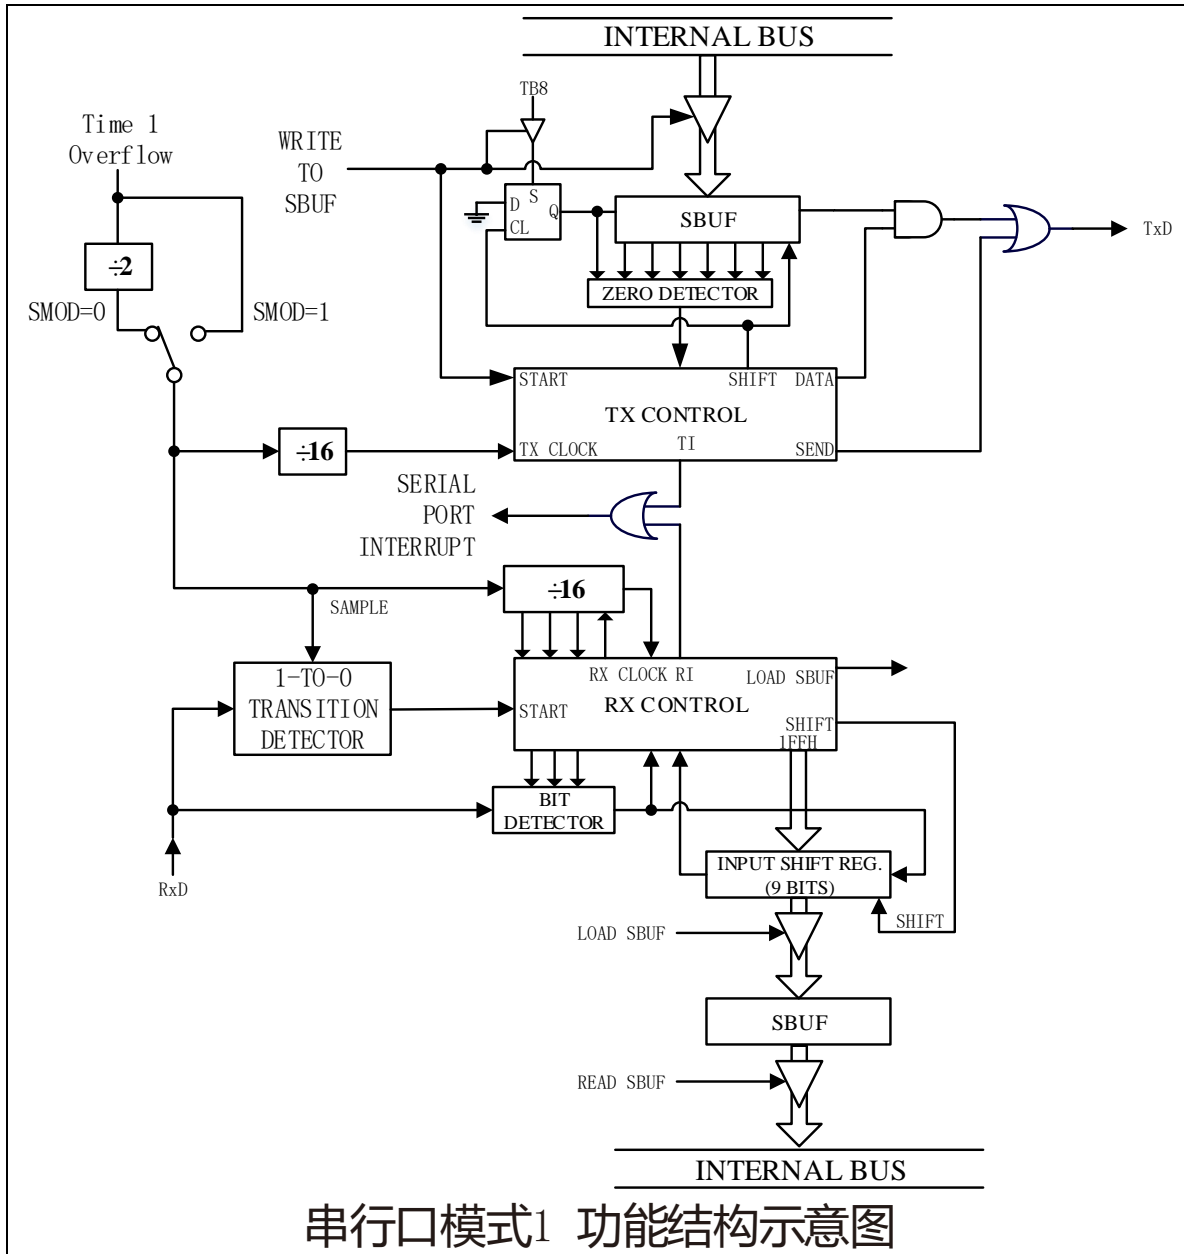 INTERNAL BUS
TB8
Time 1
Overflow
WRITE
TO
SBUF
S
D
Q
CL
SBUF
TxD
÷2
ZERO DETECTOR
SMOD=0
SMOD=1
START
SHIFT
DATA
TX CONTROL
÷16
TX CLOCK
TI
SEND
SERIAL
PORT
INTERRUPT
÷16
SAMPLE
1-TO-0
TRANSITION
DETECTOR
RX CLOCK
RI
LOAD SBUF
START
RX CONTROL
SHIFT
1FFH
BIT
DETECTOR
INPUT SHIFT REG.
(9 BITS)
RxD
SHIFT
LOAD SBUF
SBUF
READ SBUF
INTERNAL BUS
串行口模式1 功能结构示意图